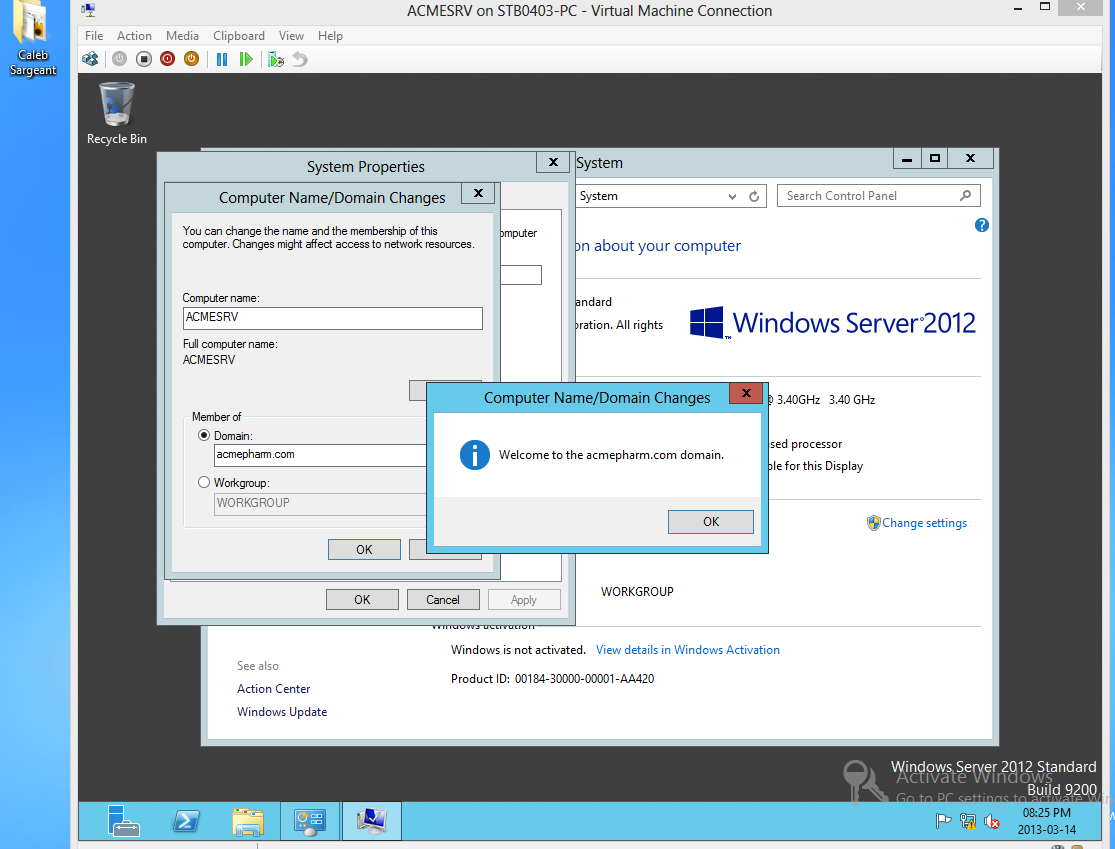 Caleb
Sargeant
ACMESRV on STB0403-PC - Virtual Machine Connection
File Action Media Clipboard View Help
Recycle Bin
System Properties
System
Computer Name/Domain Changes
System
Search Control Panel
You can change the name and the membership of this
computer. Changes might affect access to network resources.
omputer
on about your computer
Computer name:
ACMESRV
Full computer name:
ACMESRV
andard
oration. All rights
Windows Server 2012
Member of
Domain:
acmepharm.com
Workgroup:
WORKGROUP
OK
Computer Name/Domain Changes
Welcome to the acmepharm.com domain.
OK
3.40GHz 3.40 GHz
sed processor
ble for this Display
Change settings
WORKGROUP
OK Cancel Apply
Windows activation
Windows is not activated. View details in Windows Activation
Product ID: 00184-30000-00001-AA420
See also
Action Center
Windows Update
Windows Server 2012 Standard
Activate Windows
Build 9200
Go to PC settings to activate Win
08:25 PM
2013-03-14